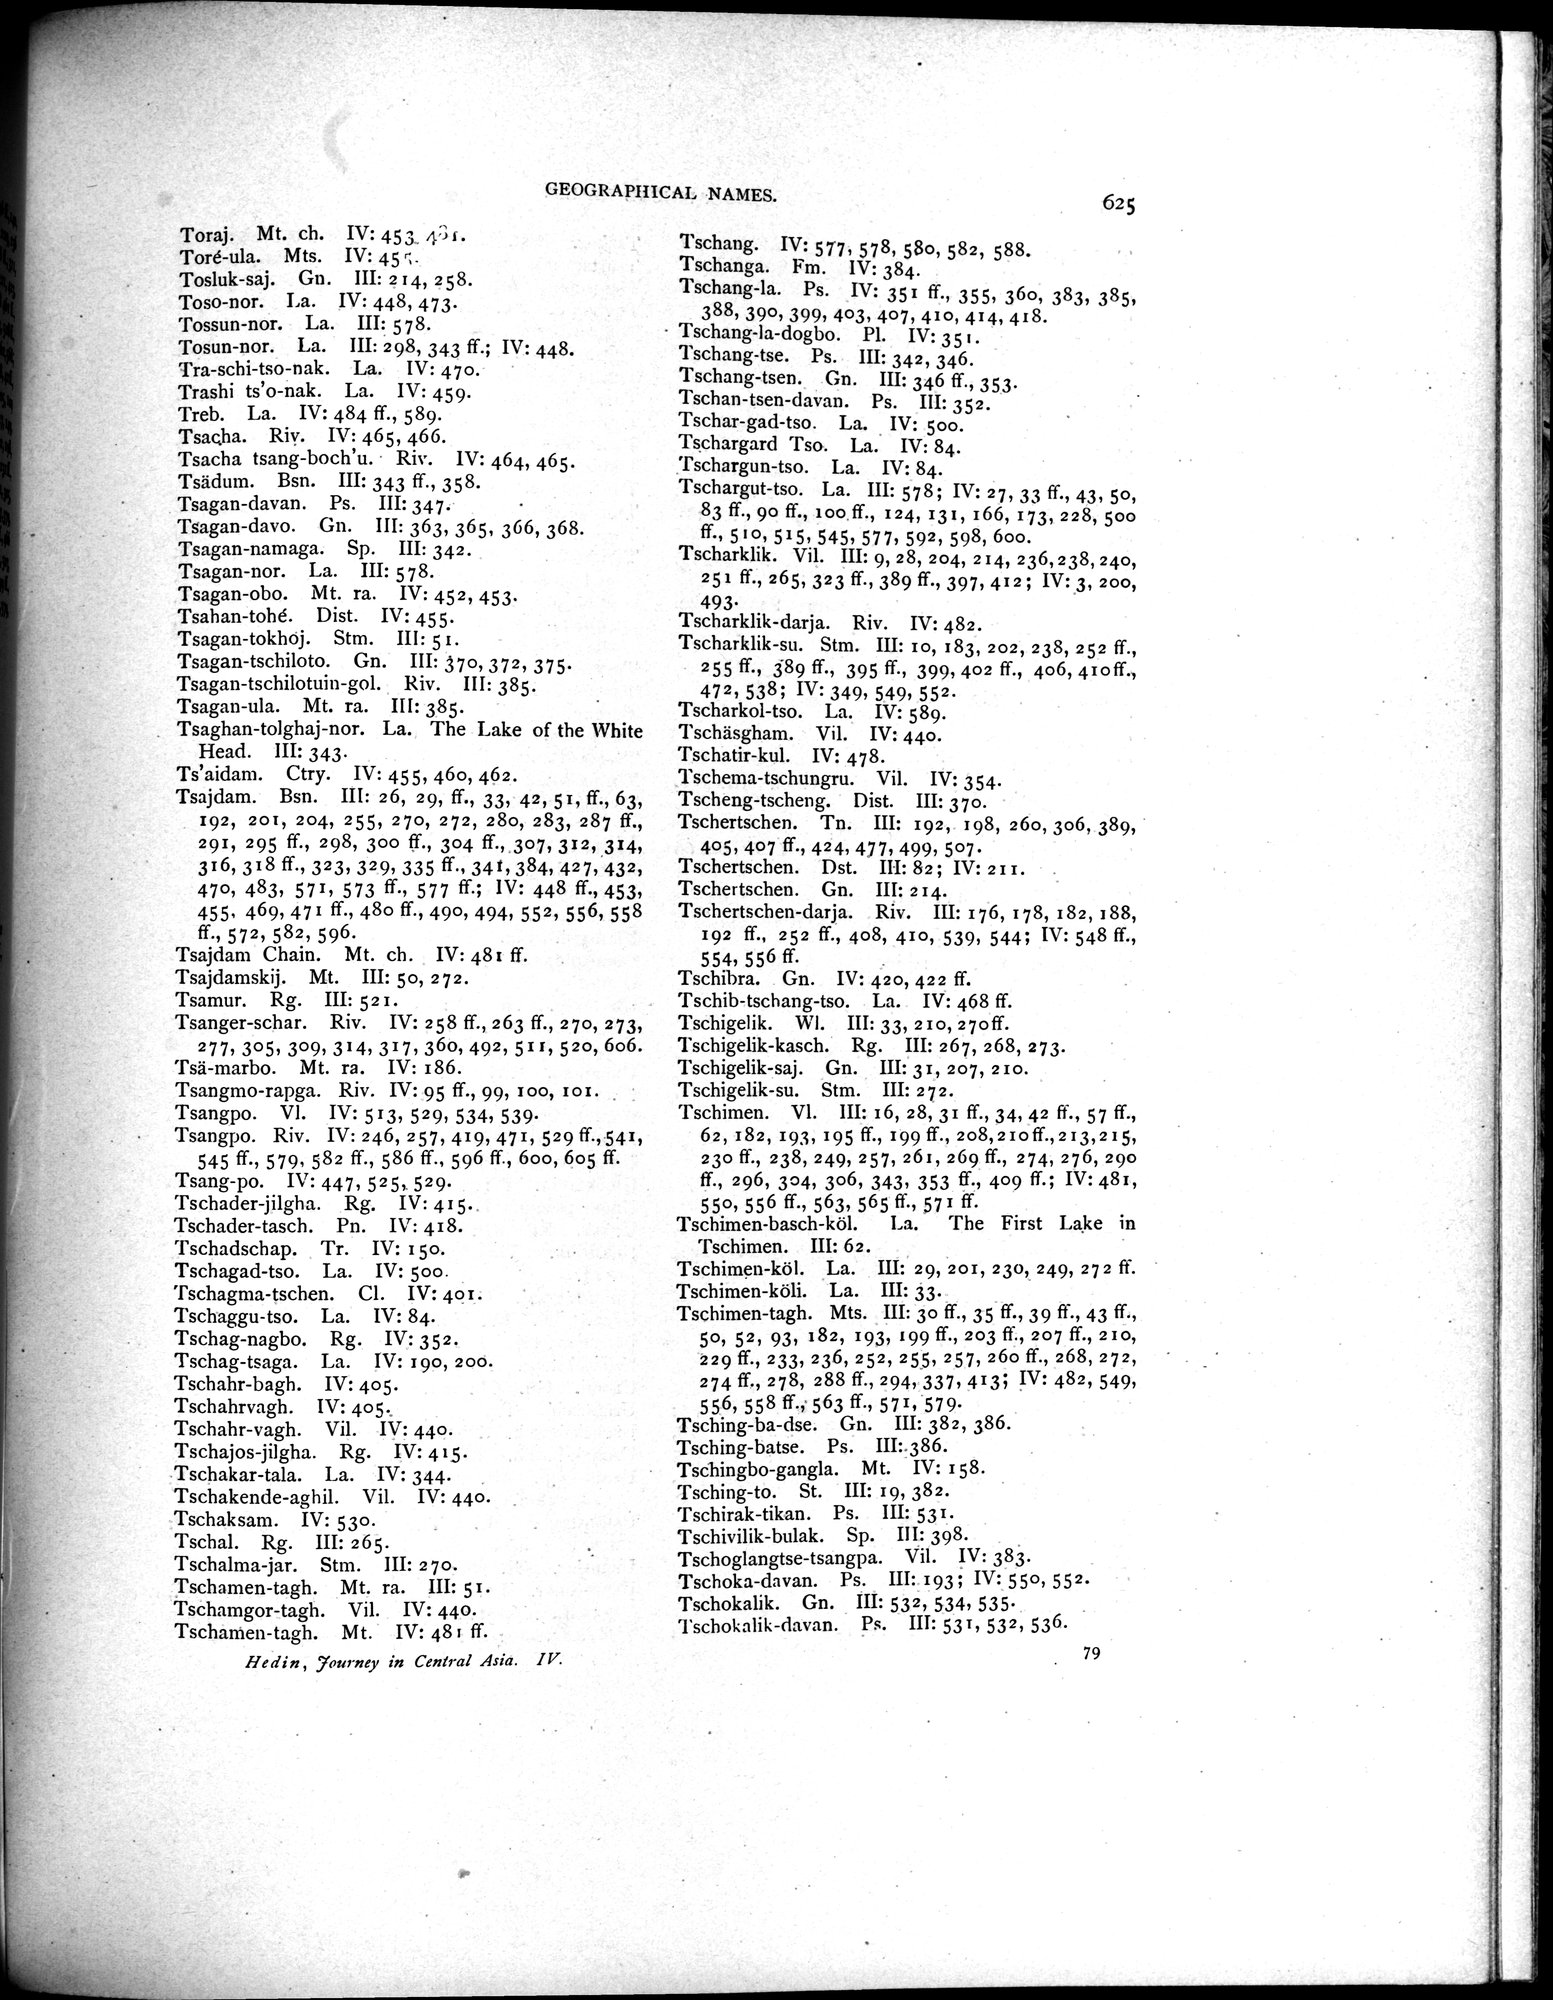 GEOGRAPHICAL NAMES.
625
Toraj. Mt. ch. IV: 453,
Toré-ula. Mts. IV:
Tosluk-saj. Gn. III: 214, 258.
Toso-nor. La. IV: 448, 473.
Tossun-nor. La. III: 578.
Tosun-nor. La. III: 298, 343 ff.; IV: 448.
Tra-schi-tso-nak. La. IV: 470.
Trashi ts'o-nak. La. IV: 459.
Treb. La. IV: 484 ff., 589.
Tsacha. Riv. IV: 465, 466.
Tsacha tsang-boch'u. Riv. IV: 464, 465.
Tsädum. Bsn. III: 343 ff., 358.
Tsagan-davan. Ps. III: 347.
Tsagan-davo. Gn. III: 363, 365, 366, 368.
Tsagan-namaga. Sp. III: 342.
Tsagan-nor. La. III: 578.
Tsagan-obo. Mt. ra. IV: 452, 453.
Tsahan-tohé. Dist. IV: 455.
Tsagan-tokhoj. Stm. III: 51.
Tsagan-tschiloto. Gn. III: 370, 372, 375.
Tsagan-tschilotuin-gol. Riv. III: 385.
Tsagan-ula. Mt. ra. III: 385.
Tsaghan-tolghaj-nor. La. The Lake of the White
Head. III: 343.
Ts'aidam. Ctry. IV: 455, 460, 462.
Tsajdam. Bsn. III: 26, 29, ff., 33, 42, 51, ff., 63,
192, 201, 204, 255, 270, 272, 280, 283, 287 ff.,
291, 295 ff., 298, 300 ff., 304 ff., 307, 312, 314,
316, 318 ff., 323, 329, 335 ff., 341, 384, 427, 432,
470, 483, 571, 573 ff., 577 ff.; IV: 448 ff., 453,
455, 469, 471 ff., 480 ff., 490, 494, 552, 556, 558
ff., 572, 582, 596.
Tsajdam Chain. Mt. ch. IV: 481 ff.
Tsajdamskij. Mt. III: 50, 272.
Tsamur. Rg. III: 521.
Tsanger-schar. Riv. IV: 258 ff., 263 ff., 270, 273,
277, 305, 309, 314, 317, 360, 492, 511, 520, 606.
Tsä-marbo. Mt. ra. IV: 186.
Tsangmo-rapga. Riv. IV: 95 ff., 99, 100, 101.
Tsangpo. Vl. IV: 513, 529, 534, 539.
Tsangpo. Riv. IV: 246, 257, 419, 471, 529 ff., 541,
545 ff., 579, 582 ff., 586 ff., 596 ff., 600, 605 ff.
Tsang-po. IV: 447, 525, 529.
Tschader-jilgha. Rg. IV: 415.
Tschader-tasch. Pn. IV: 418.
Tschadschap. Tr. IV: 150.
Tschagad-tso. La. IV: 500.
Tschagma-tschen. Cl. IV: 401.
Tschaggu-tso. La. IV: 84.
Tschag-nagbo. Rg. IV: 352.
Tschag-tsaga. La. IV: 190, 200.
Tschahr-bagh. IV: 405.
Tschahrvagh. IV: 405.
Tschahr-vagh. Vil. IV: 440.
Tschajos-jilgha. Rg. IV: 415.
Tschakar-tala. La. IV: 344.
Tschakende-aghil. Vil. IV: 440.
Tschaksam. IV: 530.
Tschal. Rg. III: 265.
Tschalma-jar. Stm. III: 270.
Tschamen-tagh. Mt. ra. III: 51.
Tschamgor-tagh. Vil. IV: 440.
Tschamen-tagh. Mt. IV: 481 ff.
Tschang. IV: 577, 578, 580, 582, 588.
Tschanga. Fm. IV: 384.
Tschang-la. Ps. IV: 351 ff., 355, 360, 383, 385,
388, 390, 399, 403, 407, 410, 414, 418.
Tschang-la-dogbo. Pl. IV: 351.
Tschang-tse. Ps. III: 342, 346.
Tschang-tsen. Gn. III: 346 ff., 353.
Tschan-tsen-davan. Ps. III: 352.
Tschar-gad-tso. La. IV: 500.
Tschargard Tso. La. IV: 84.
Tschargun-tso. La. IV: 84.
Tschargut-tso. La. III: 578; IV: 27, 33 ff., 43, 50,
83 ff., 90 ff., 100 ff., 124, 131, 166, 173, 228, 500
ff., 510, 515, 545, 577, 592, 598, 600.
Tscharklik. Vil. III: 9, 28, 204, 214, 236, 238, 240,
251 ff., 265, 323 ff., 389 ff., 397, 412; IV: 3, 200,
493.
Tscharklik-darja. Riv. IV: 482.
Tscharklik-su. Stm. III: 10, 183, 202, 238, 252 ff.,
255 ff., 389 ff., 395 ff., 399, 402 ff., 406, 410 ff.,
472, 538; IV: 349, 549, 552.
Tscharkol-tso. La. IV: 589.
Tschäsgham. Vil. IV: 440.
Tschatir-kul. IV: 478.
Tschema-tschungru. Vil. IV: 354.
Tscheng-tscheng. Dist. III: 370.
Tschertschen. Tn. III: 192, 198, 260, 306, 389,
405, 407 ff., 424, 477, 499, 507.
Tschertschen. Dst. III: 82; IV: 211.
Tschertschen. Gn. III: 214.
Tschertschen-darja. Riv. III: 176, 178, 182, 188,
192 ff., 252 ff., 408, 410, 539, 544; IV: 548 ff.,
554, 556 ff.
Tschibra. Gn. IV: 420, 422 ff.
Tschib-tschang-tso. La. IV: 468 ff.
Tschigelik. Wl. III: 33, 210, 270 ff.
Tschigelik-kasch. Rg. III: 267, 268, 273.
Tschigelik-saj. Gn. III: 31, 207, 210.
Tschigelik-su. Stm. III: 272.
Tschimen. Vl. III: 16, 28, 31 ff., 34, 42 ff., 57 ff.,
62, 182, 193, 195 ff., 199 ff., 208, 210 ff., 213, 215,
230 ff., 238, 249, 257, 261, 269 ff., 274, 276, 290
ff., 296, 304, 306, 343, 353 ff., 409 ff.; IV: 481,
550, 556 ff., 563, 565 ff., 571 ff.
Tschimen-basch-köl. La. The First Lake in
Tschimen. III: 62.
Tschimen-köl. La. III: 29, 201, 230, 249, 272 ff.
Tschimen-köli. La. III: 33.
Tschimen-tagh. Mts. III: 30 ff., 35 ff., 39 ff., 43 ff.,
50, 52, 93, 182, 193, 199 ff., 203 ff., 207 ff., 210,
229 ff., 233, 236, 252, 255, 257, 260 ff., 268, 272,
274 ff., 278, 288 ff., 294, 337, 413; IV: 482, 549,
556, 558 ff., 563 ff., 571, 579.
Tsching-ba-dse. Gn. III: 382, 386.
Tsching-batse. Ps. III: 386.
Tschingbo-gangla. Mt. IV: 158.
Tsching-to. St. III: 19, 382.
Tschirak-tikan. Ps. III: 531.
Tschivilik-bulak. Sp. III: 398.
Tschoglangtse-tsangpa. Vil. IV: 383.
Tschoka-davan. Ps. III: 193; IV: 550, 552.
Tschokalik. Gn. III: 532, 534, 535.
Tschokalik-davan. Ps. III: 531, 532, 536.
Hedin, Journey in Central Asia. IV.
79